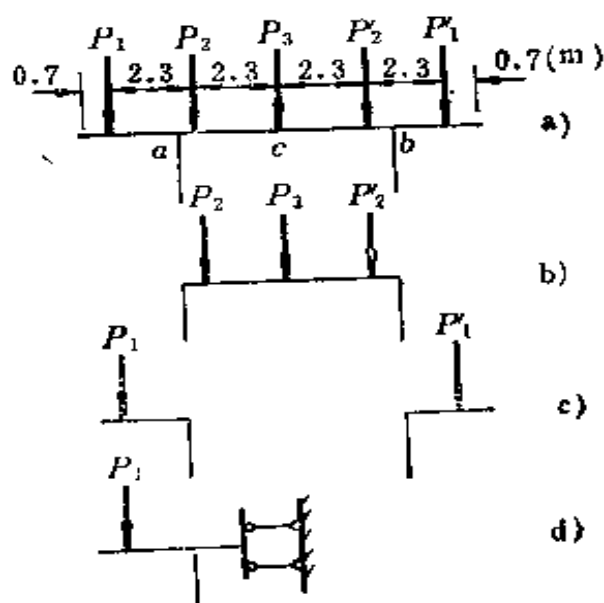 P₁ P₂ P₃ P′₂ P′₁
0.7 2.3 2.3 2.3 2.3 0.7(m)
a)
a c b
P₂ P₃ P′₂
b)
P₁ P′₁
c)
P₁
d)